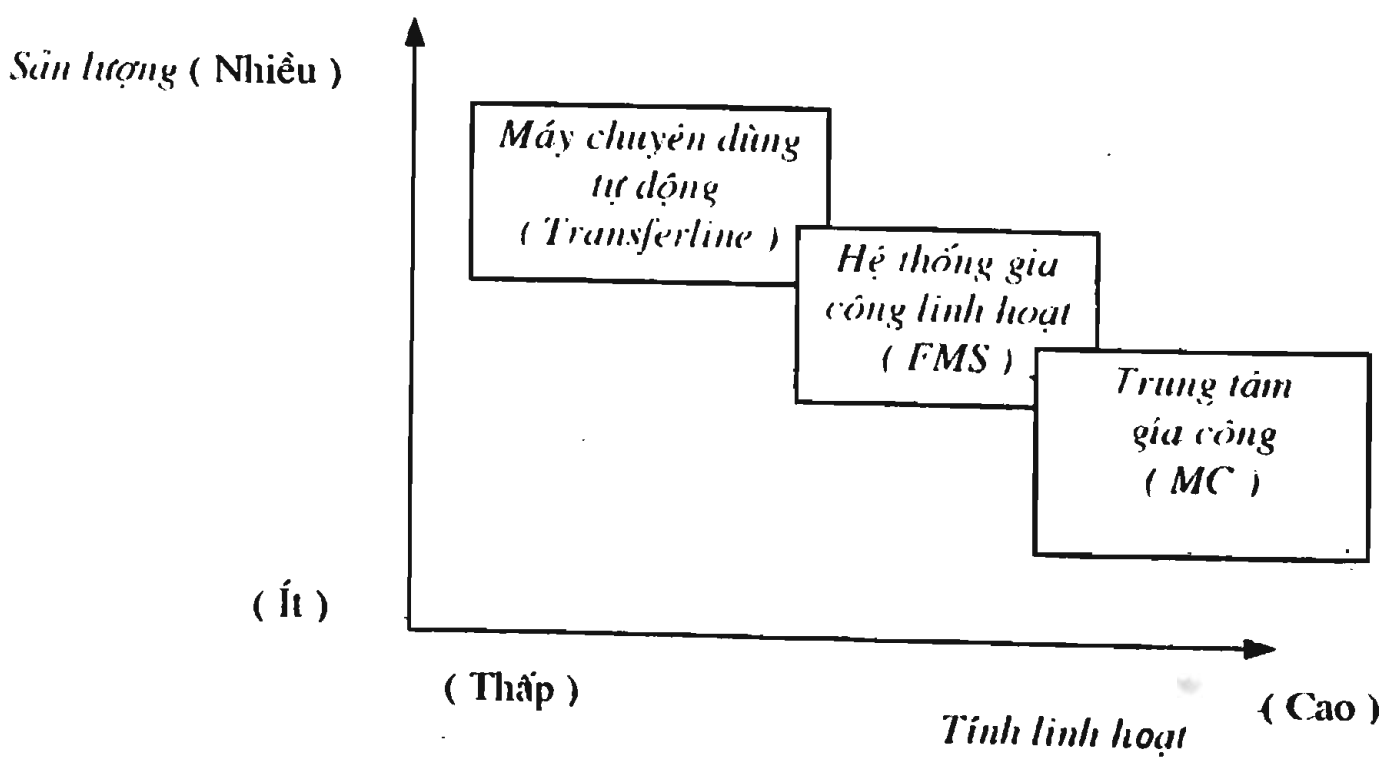 Sản lượng ( Nhiều )
Máy chuyên dùng
tự động
( Transferline )
Hệ thống gia
công linh hoạt
( FMS )
Trung tâm
gia công
( MC )
( Ít )
( Thấp )
( Cao )
Tính linh hoạt